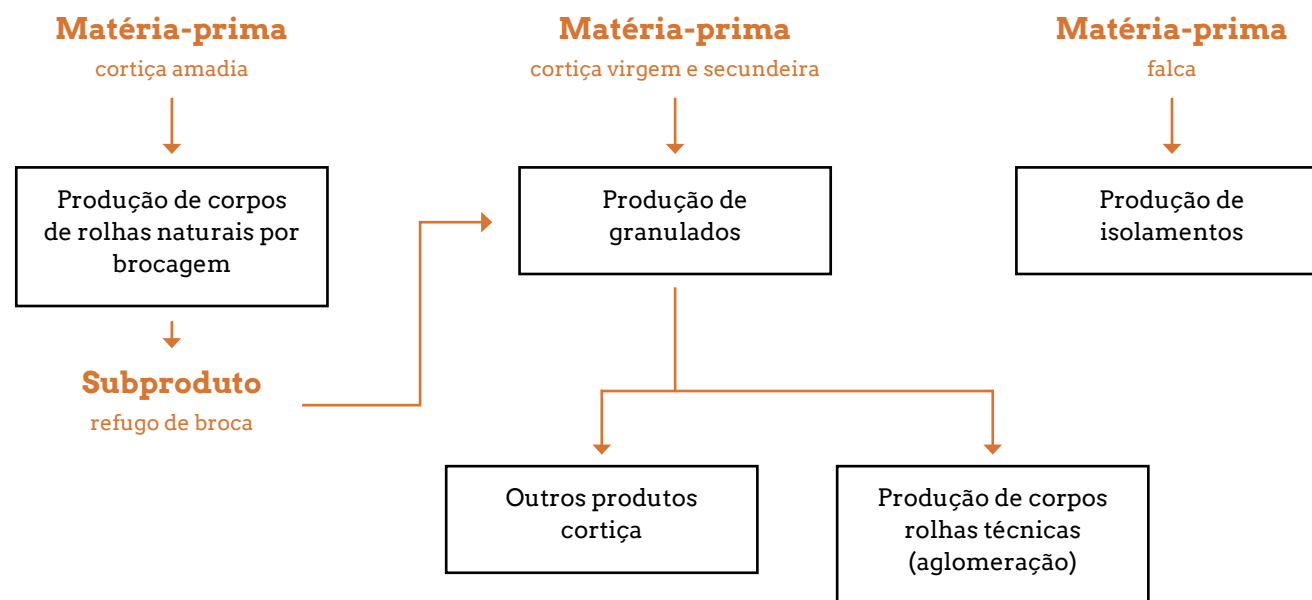 Matéria-prima
cortiça amadia
Produção de corpos
de rolhas naturais por
brocagem
Subproduto
refugo de broca
Matéria-prima
cortiça virgem e secundeira
Produção de
granulados
Outros produtos
cortiça
Produção de corpos
rolhas técnicas
(aglomeração)
Matéria-prima
falca
Produção de
isolamentos